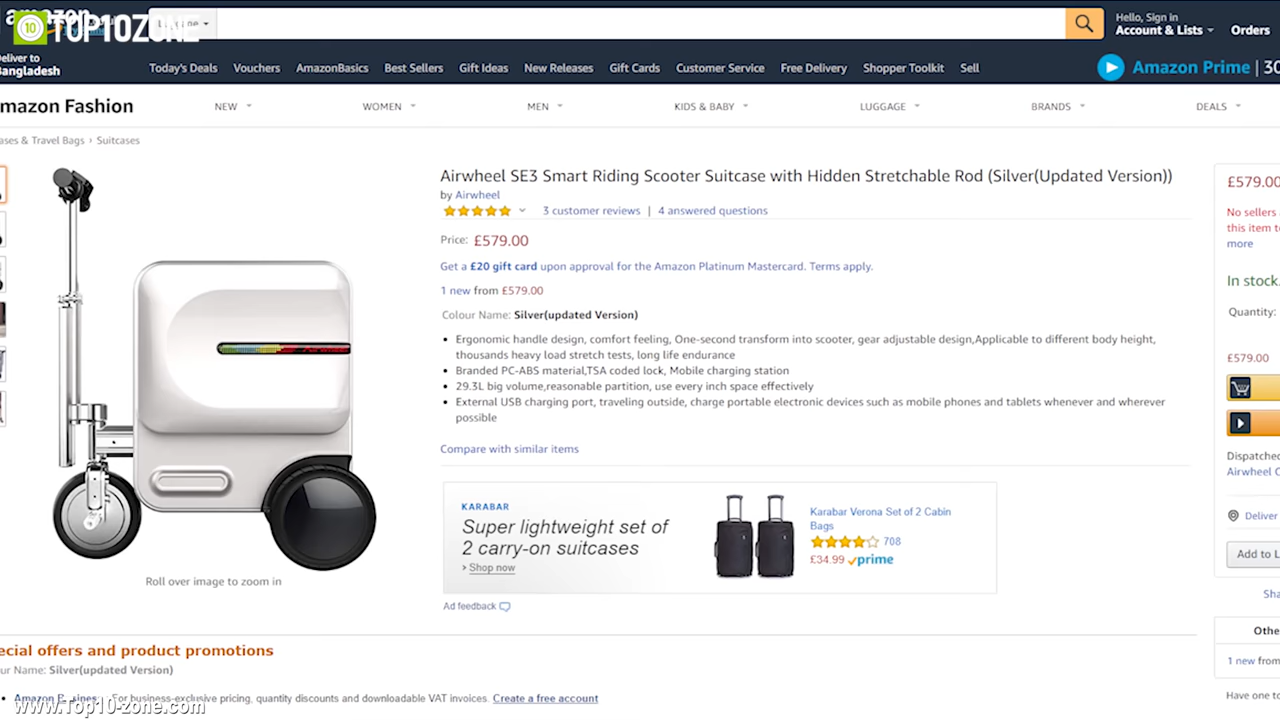 amazon
10 TOP10ZONE
Hello, Sign in
Account & Lists
Orders
Deliver to
Bangladesh
Today's Deals Vouchers AmazonBasics Best Sellers Gift Ideas New Releases Gift Cards Customer Service Free Delivery Shopper Toolkit Sell
Amazon Prime | 30
mazon Fashion NEW WOMEN MEN KIDS & BABY LUGGAGE BRANDS DEALS
ases & Travel Bags › Suitcases
Airwheel SE3 Smart Riding Scooter Suitcase with Hidden Stretchable Rod (Silver(Updated Version))
by Airwheel
3 customer reviews | 4 answered questions
Price: £579.00
Get a £20 gift card upon approval for the Amazon Platinum Mastercard. Terms apply.
1 new from £579.00
Colour Name: Silver(updated Version)
• Ergonomic handle design, comfort feeling, One-second transform into scooter, gear adjustable design,Applicable to different body height,
thousands heavy load stretch tests, long life endurance
• Branded PC-ABS material,TSA coded lock, Mobile charging station
• 29.3L big volume,reasonable partition, use every inch space effectively
• External USB charging port, traveling outside, charge portable electronic devices such as mobile phones and tablets whenever and wherever
possible
Compare with similar items
Airwheel
Roll over image to zoom in
KARABAR
Super lightweight set of
2 carry-on suitcases
› Shop now
Karabar Verona Set of 2 Cabin
Bags
708
£34.99 prime
Ad feedback
£579.00
No sellers
this item to
more
In stock.
Quantity:
£579.00
Dispatched
Airwheel
Deliver
Add to L
Sha
Othe
1 new from
Have one to
ecial offers and product promotions
ur Name: Silver(updated Version)
• Amazon Business: For business-exclusive pricing, quantity discounts and downloadable VAT invoices. Create a free account
www.Top10-zone.com